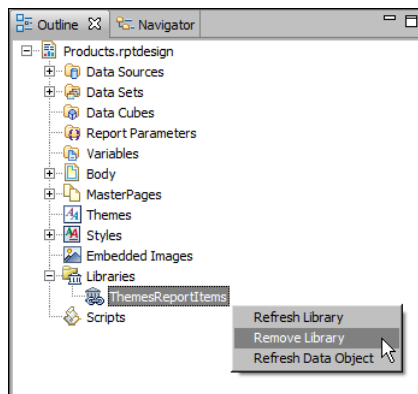 Outline Navigator
Products.rptdesign
Data Sources
Data Sets
Data Cubes
Report Parameters
Variables
Body
MasterPages
Themes
Styles
Embedded Images
Libraries
ThemesReportItems
Scripts
Refresh Library
Remove Library
Refresh Data Object